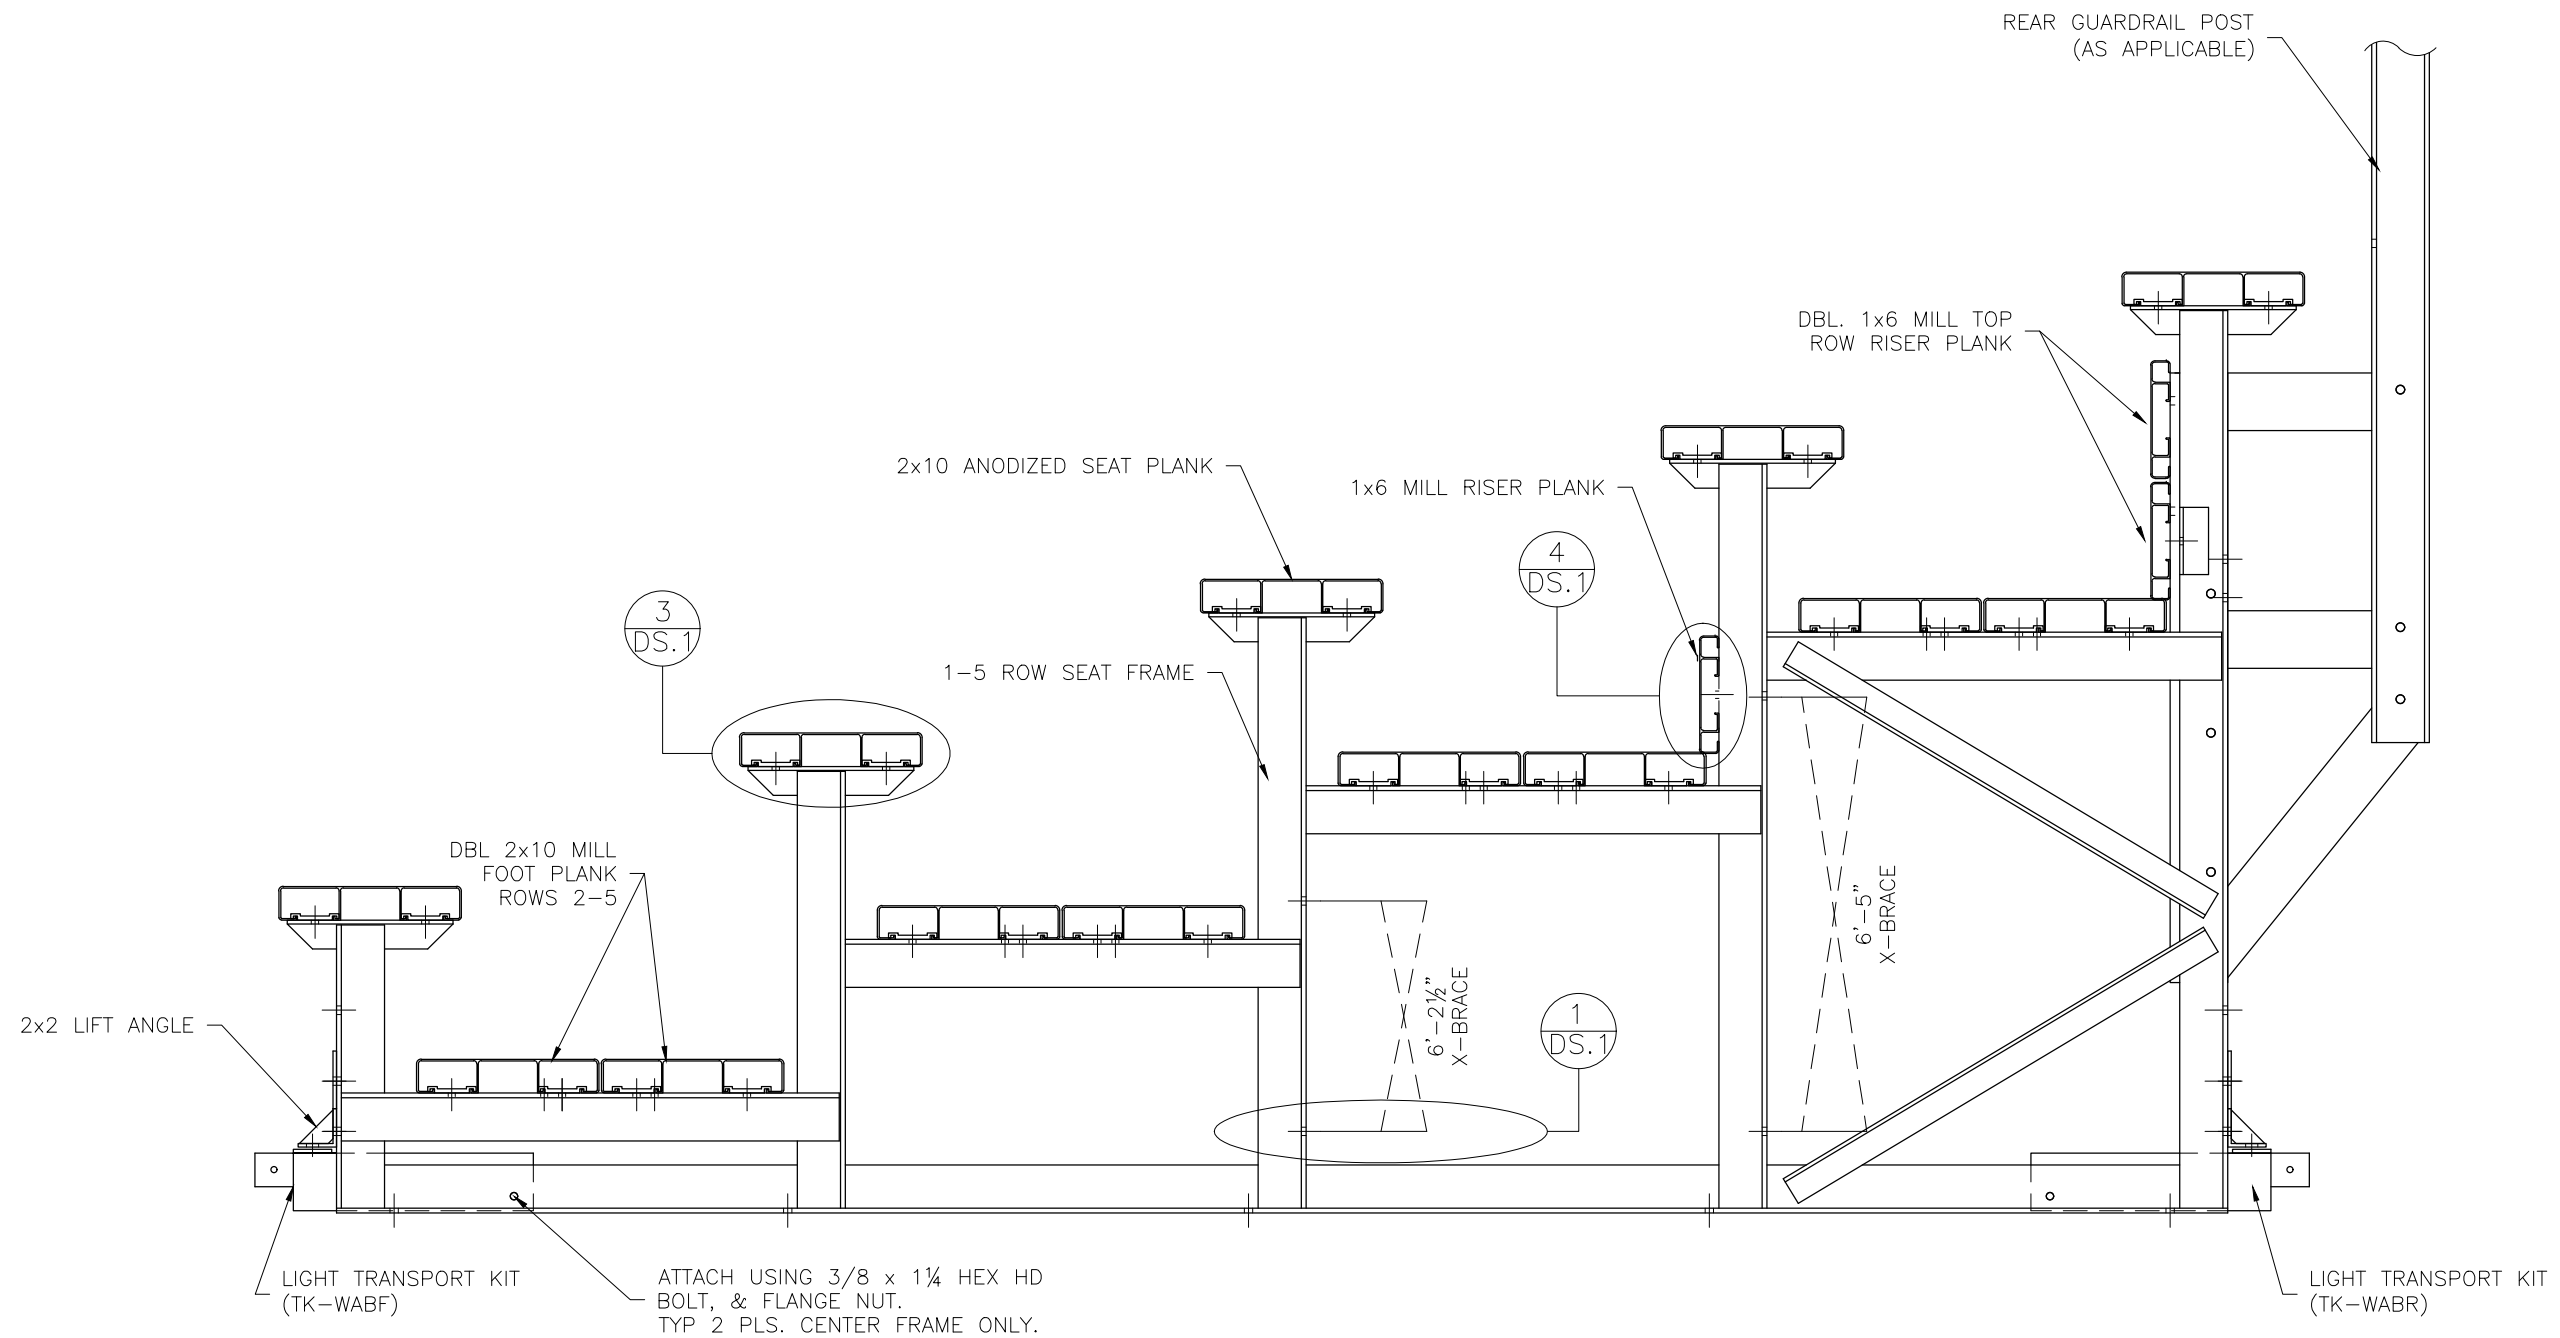 REAR GUARDRAIL POST
(AS APPLICABLE)
DBL. 1x6 MILL TOP
ROW RISER PLANK
2x10 ANODIZED SEAT PLANK
1x6 MILL RISER PLANK
4
DS.1
3
DS.1
1-5 ROW SEAT FRAME
DBL 2x10 MILL
FOOT PLANK
ROWS 2-5
6'-5"
X-BRACE
6'-2½"
X-BRACE
1
DS.1
2x2 LIFT ANGLE
LIGHT TRANSPORT KIT
(TK-WABF)
ATTACH USING 3/8 x 1¼ HEX HD
BOLT, & FLANGE NUT.
TYP 2 PLS. CENTER FRAME ONLY.
LIGHT TRANSPORT KIT
(TK-WABR)